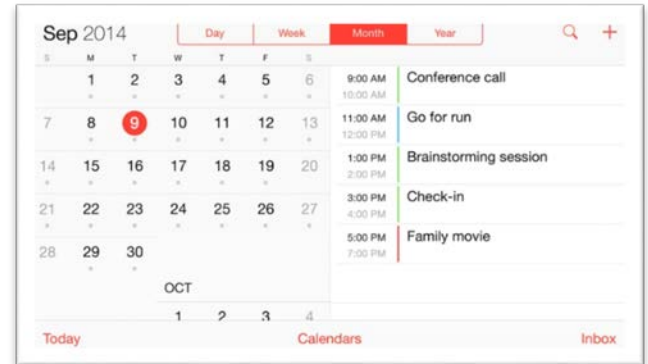 Sep 2014
Day Week Month Year
S M T W T F S
1 2 3 4 5 6
7 8 9 10 11 12 13
14 15 16 17 18 19 20
21 22 23 24 25 26 27
28 29 30
OCT
1 2 3 4
9:00 AM Conference call
10:00 AM
11:00 AM Go for run
12:00 PM
1:00 PM Brainstorming session
2:00 PM
3:00 PM Check-in
4:00 PM
5:00 PM Family movie
7:00 PM
Today Calendars Inbox